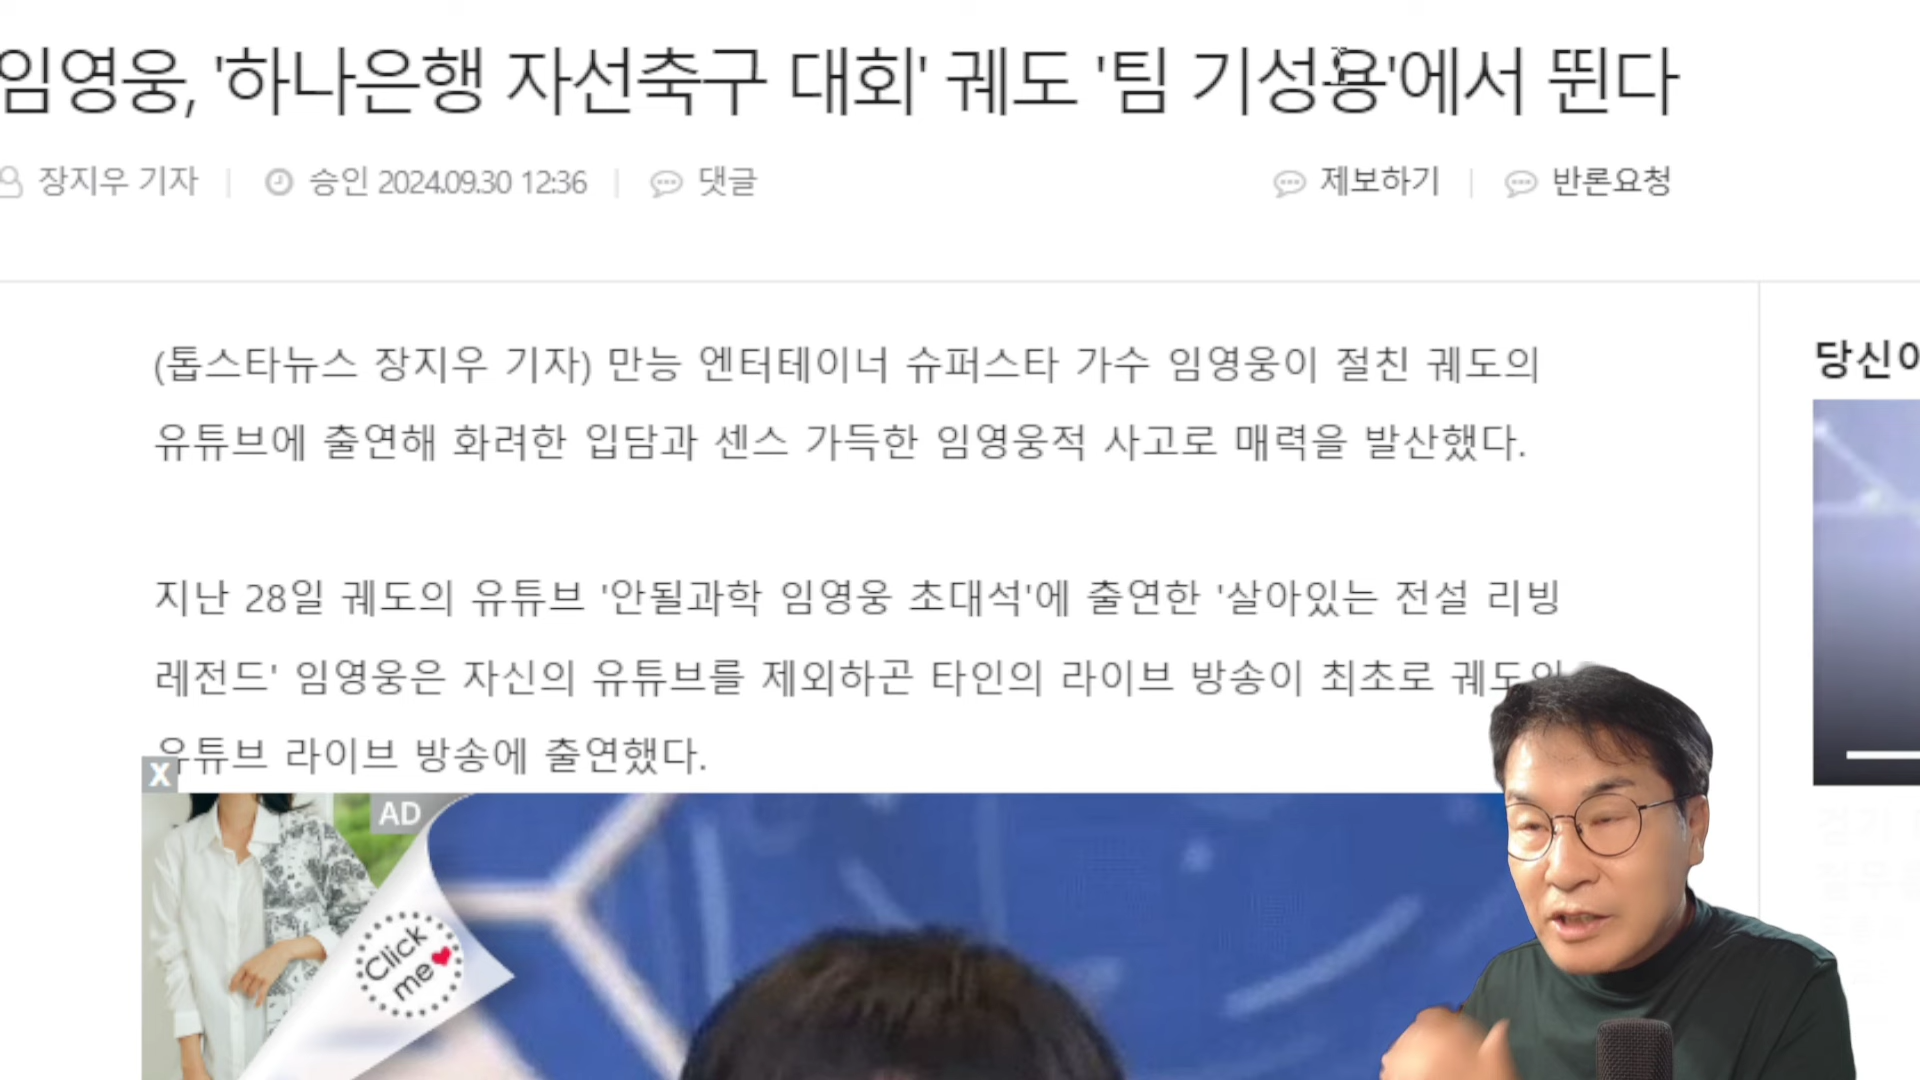 임영웅, '하나은행 자선축구 대회' 궤도 '팀 기성용'에서 뛴다
장지우 기자
승인 2024.09.30 12:36
댓글
제보하기
반론요청
(톱스타뉴스 장지우 기자) 만능 엔터테이너 슈퍼스타 가수 임영웅이 절친 궤도의
유튜브에 출연해 화려한 입담과 센스 가득한 임영웅적 사고로 매력을 발산했다.
지난 28일 궤도의 유튜브 '안될과학 임영웅 초대석'에 출연한 '살아있는 전설 리빙
레전드' 임영웅은 자신의 유튜브를 제외하곤 타인의 라이브 방송이 최초로 궤도의
유튜브 라이브 방송에 출연했다.
당신이
X
AD
Click
me